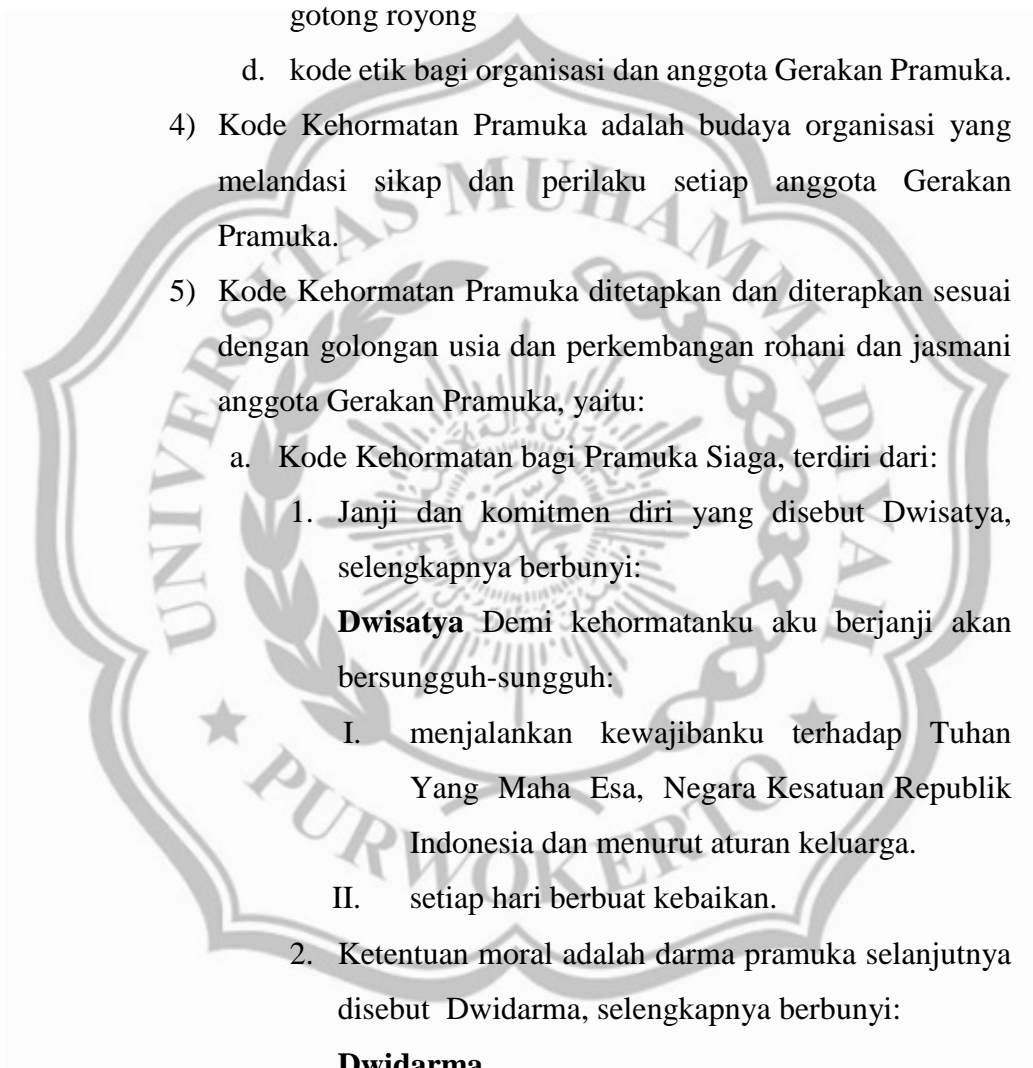 gotong royong
d. kode etik bagi organisasi dan anggota Gerakan Pramuka.
4) Kode Kehormatan Pramuka adalah budaya organisasi yang
melandasi sikap dan perilaku setiap anggota Gerakan
Pramuka.
5) Kode Kehormatan Pramuka ditetapkan dan diterapkan sesuai
dengan golongan usia dan perkembangan rohani dan jasmani
anggota Gerakan Pramuka, yaitu:
a. Kode Kehormatan bagi Pramuka Siaga, terdiri dari:
1. Janji dan komitmen diri yang disebut Dwisatya,
selengkapnya berbunyi:
Dwisatya Demi kehormatanku aku berjanji akan
bersungguh-sungguh:
I. menjalankan kewajibanku terhadap Tuhan
Yang Maha Esa, Negara Kesatuan Republik
Indonesia dan menurut aturan keluarga.
II. setiap hari berbuat kebaikan.
2. Ketentuan moral adalah darma pramuka selanjutnya
disebut Dwidarma, selengkapnya berbunyi:
Dwidarma
UNIVERSITAS MUHAMMADIYAH
PURWOKERTO